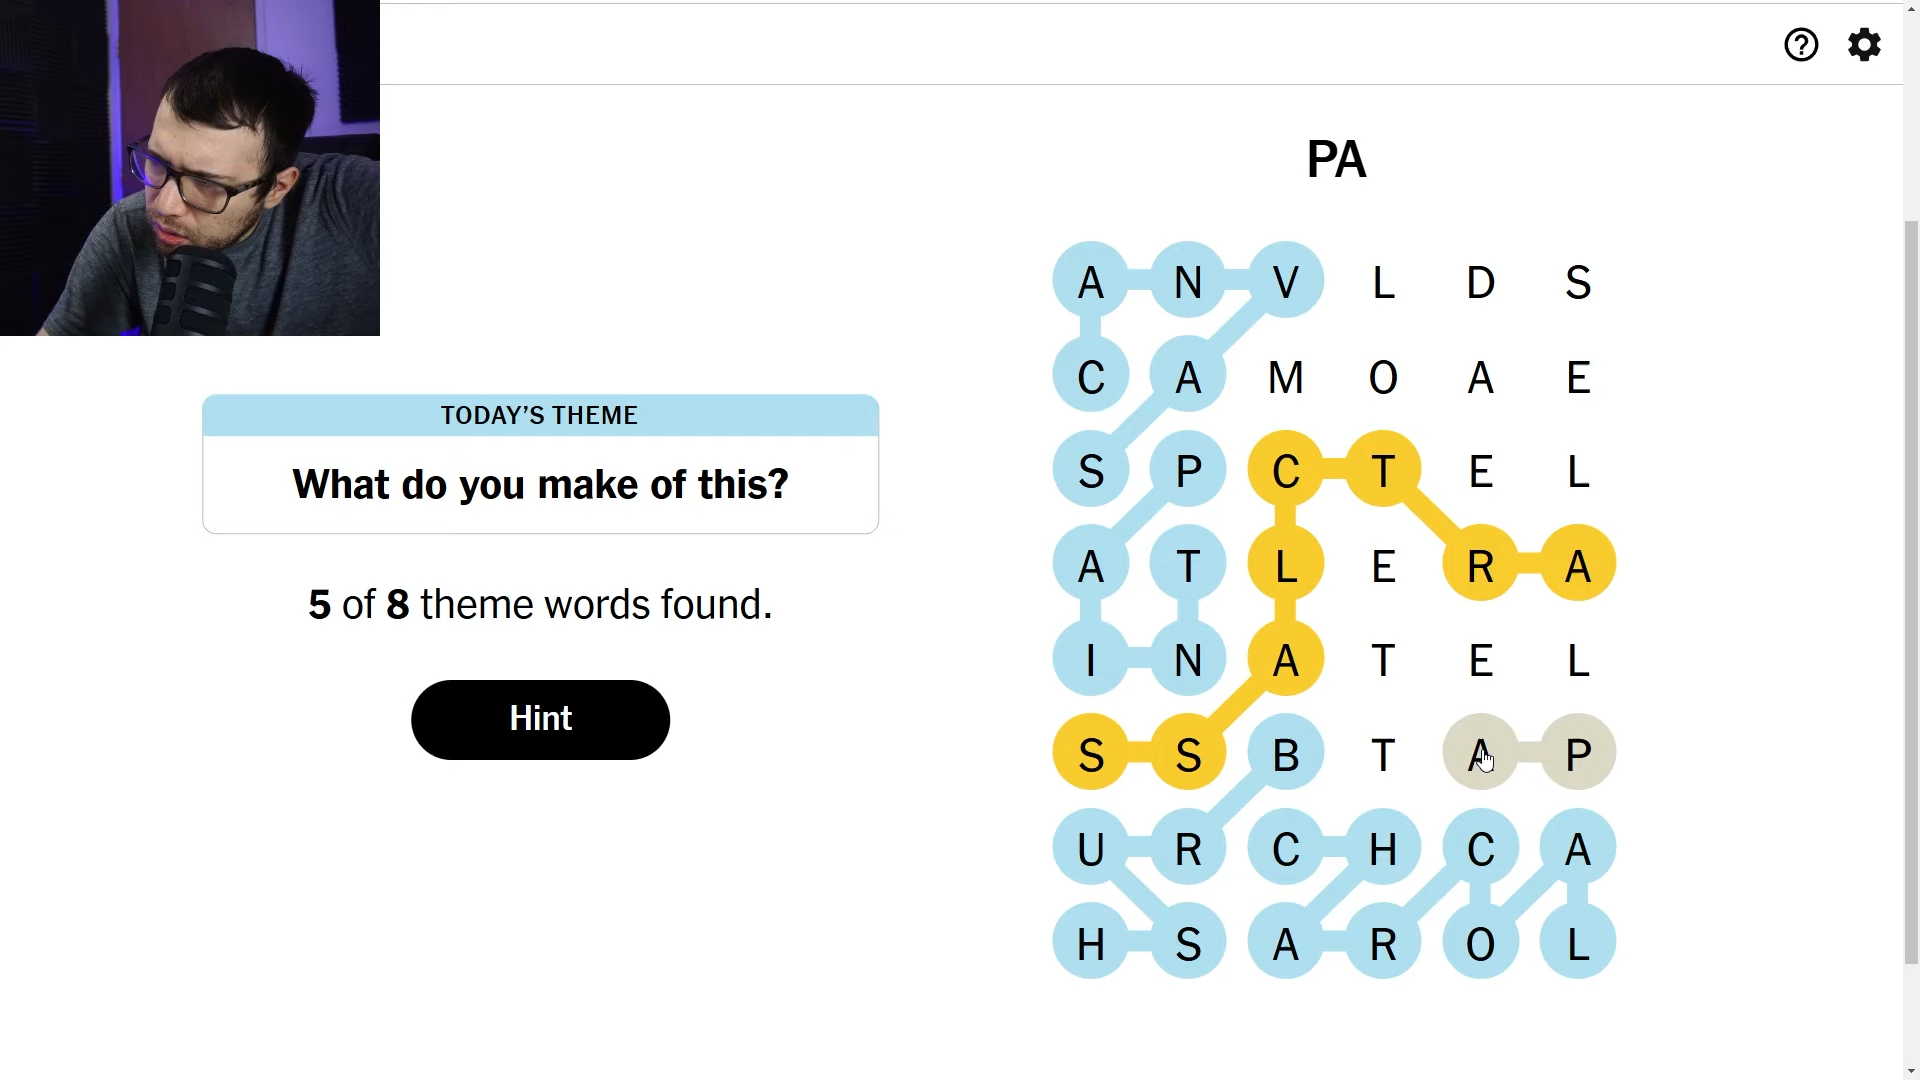 PA
A N V L D S
C A M O A E
S P C T E L
A T L E R A
I N A T E L
S S B T A P
U R C H C A
H S A R O L
TODAY'S THEME
What do you make of this?
5 of 8 theme words found.
Hint